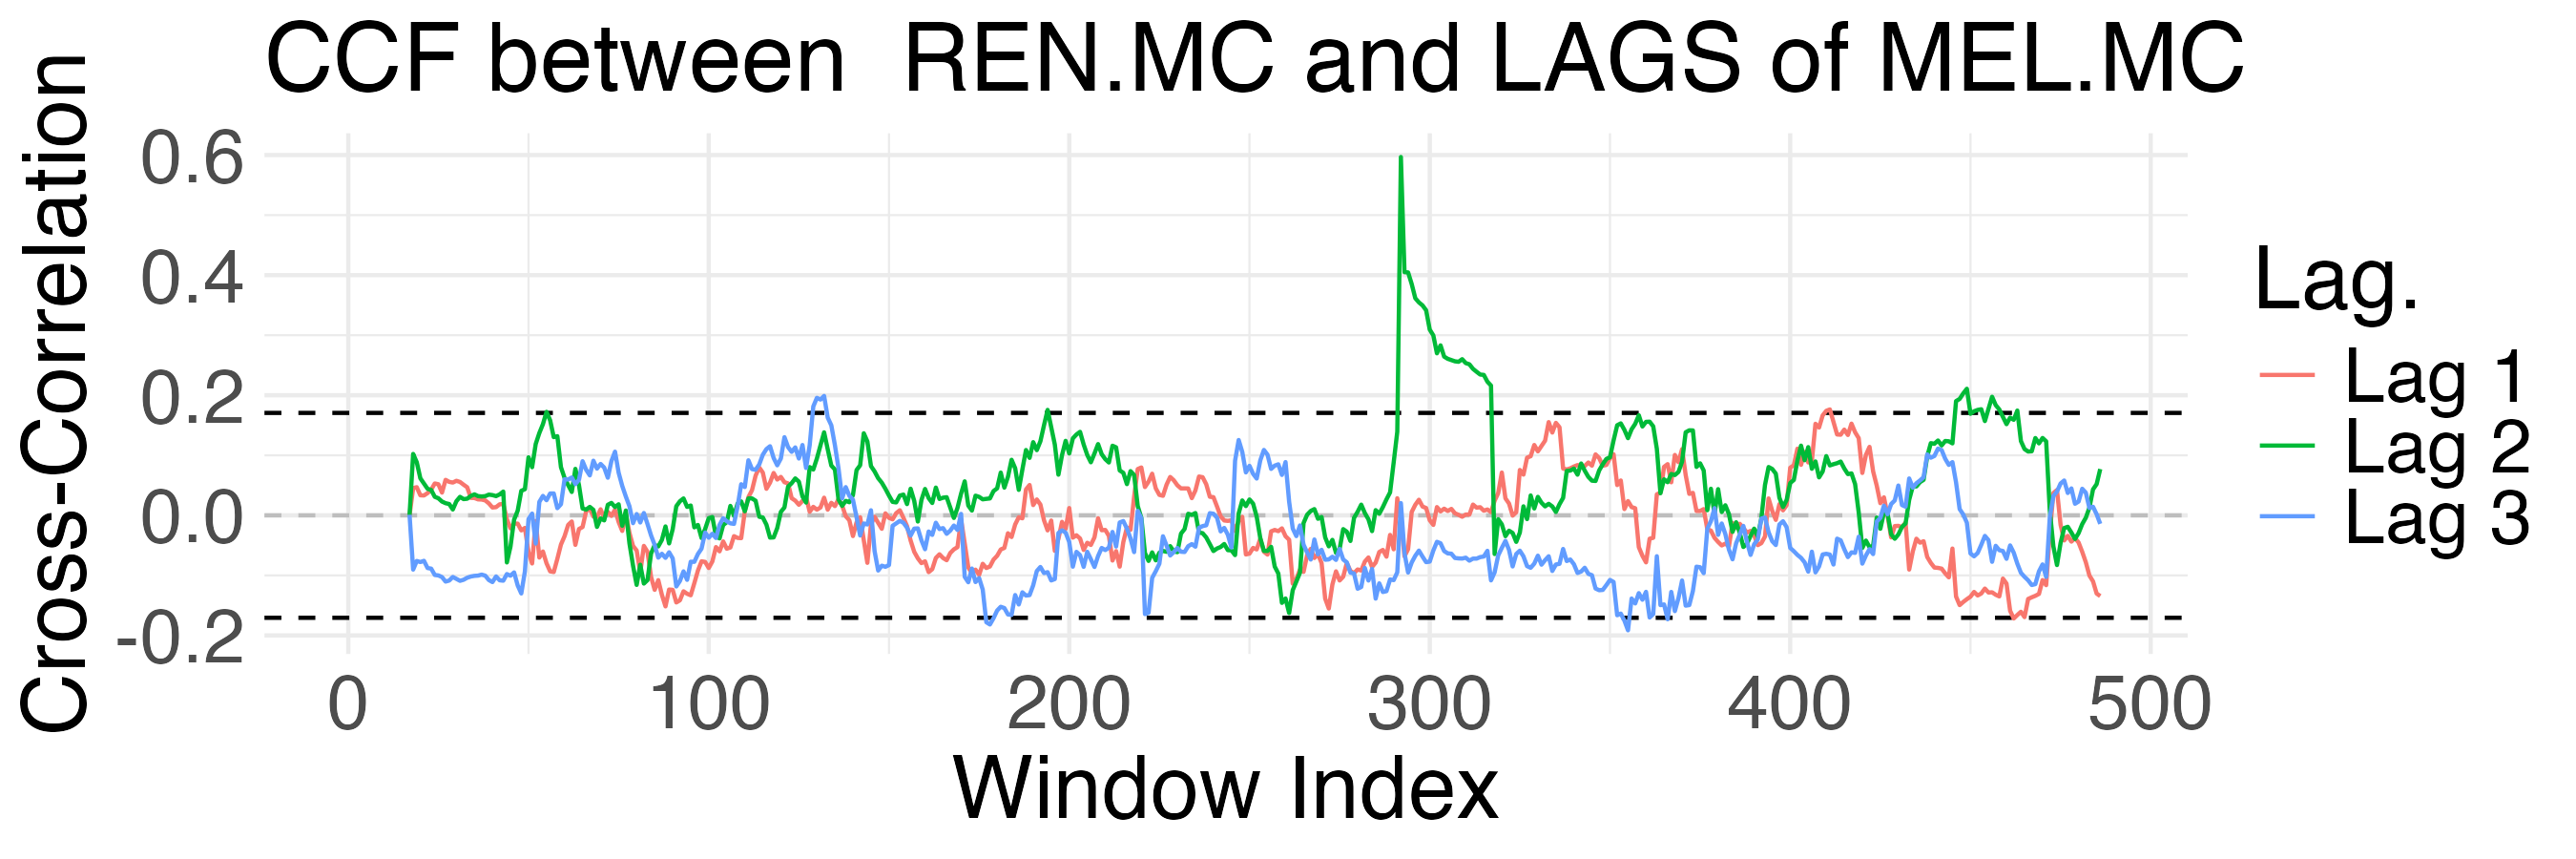 CCF between  REN.MC and LAGS of MEL.MC
Cross-Correlation
0.6
0.4
0.2
0.0
-0.2
0
100
200
300
400
500
Window Index
Lag.
Lag 1
Lag 2
Lag 3